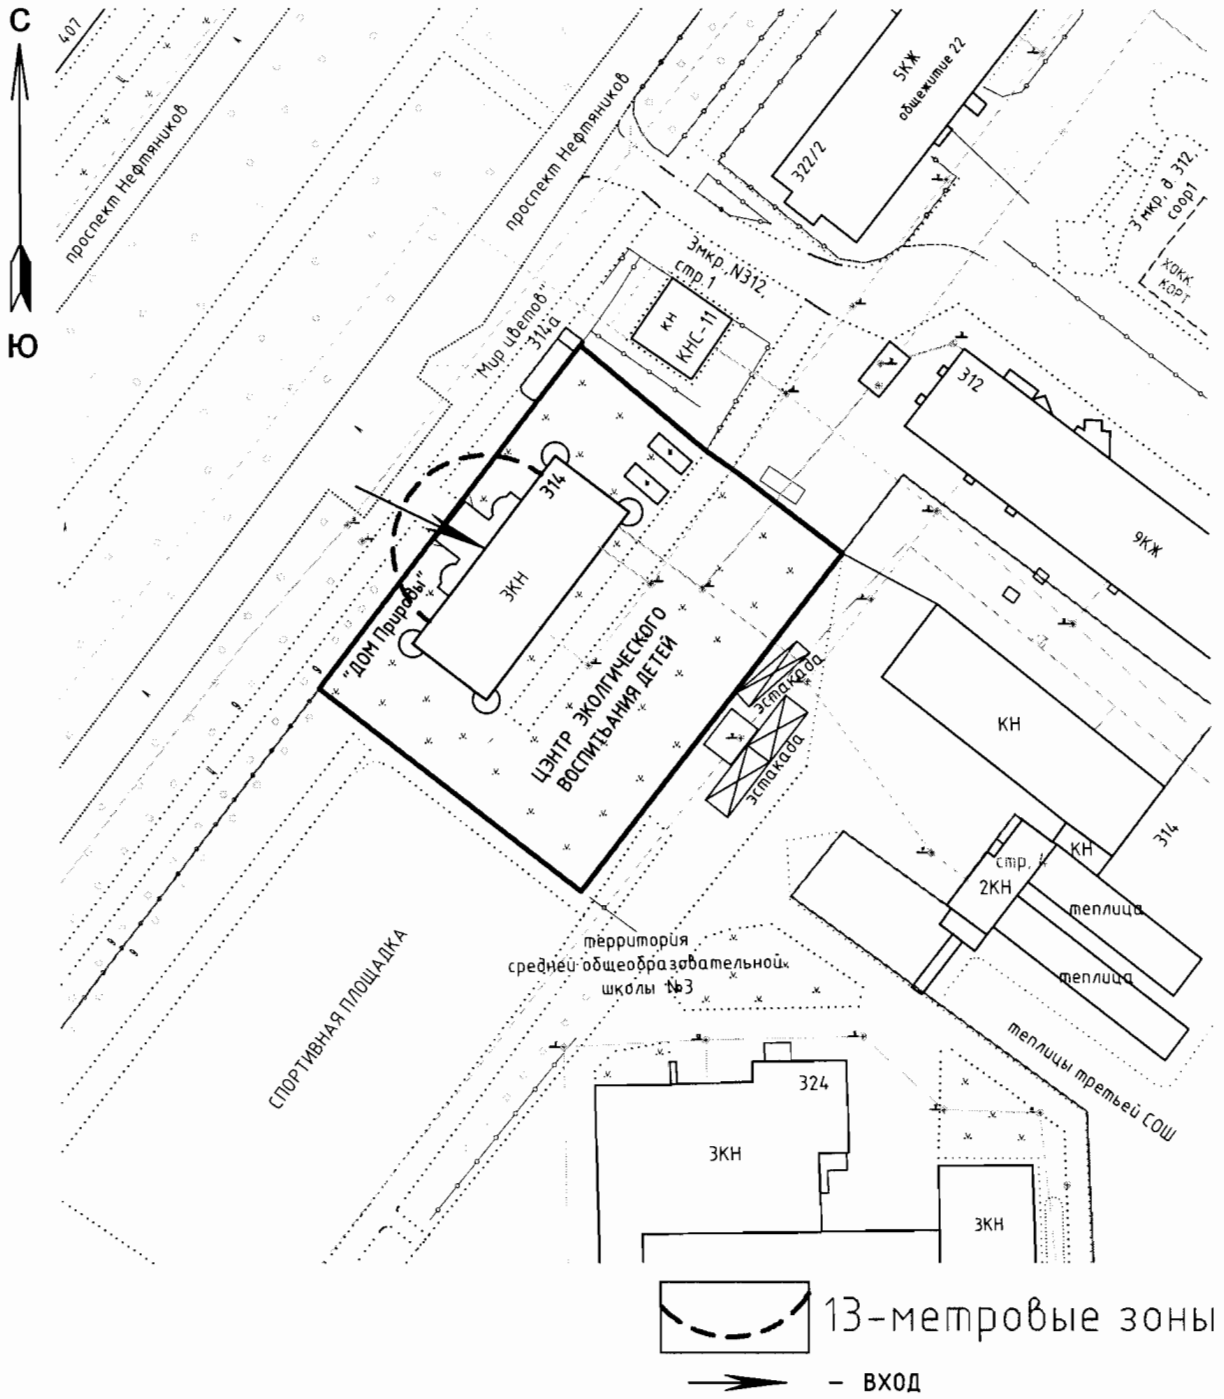 С
Ю
407
проспект Нефтяников
проспект Нефтяников
5КЖ
общежитие 22
322/2
3 мкр. д. 312,
соор1
ХОКК.
КОРТ
3мкр. N312,
стр.1
кн
КНС-11
"Мир цветов"
314а
312
9КЖ
314
3КН
"ДОМ Природы"
ЦЭНТР ЭКОЛГИЧЕСКОГО
ВОСПИТЬАНИЯ ДЕТЕЙ
эстакада
эстакада
КН
314
КН
стр. А
2КН
теплица
теплица
теплицы третьей СОШ
территория
средней общеобразовательной
школы №3
СПОРТИВНАЯ ПЛОЩАДКА
324
3КН
3КН
13-метровые зоны
- ВХОД